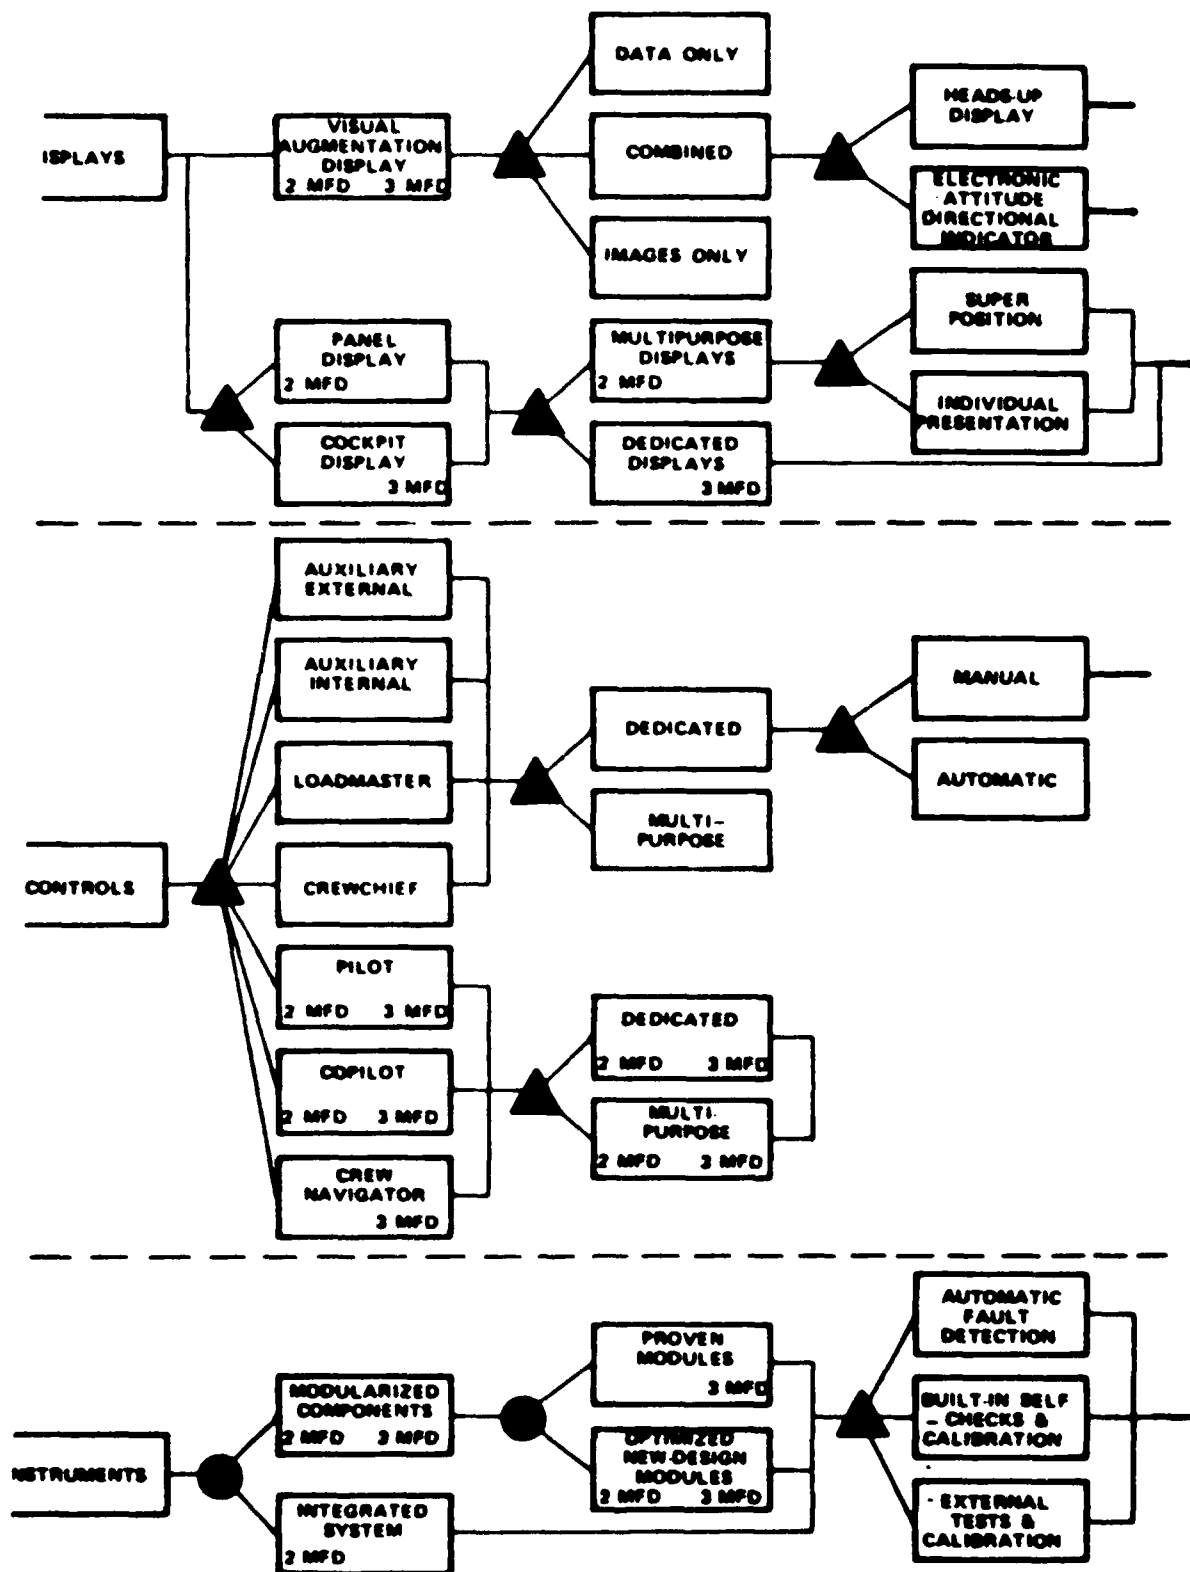 DATA ONLY
HEADS-UP
DISPLAY
ISPLAYS
VISUAL
AUGMENTATION
DISPLAY
2 MFD 3 MFD
COMBINED
ELECTRONIC
ATTITUDE
DIRECTIONAL
INDICATOR
IMAGES ONLY
SUPER
POSITION
PANEL
DISPLAY
2 MFD
MULTIPURPOSE
DISPLAYS
2 MFD
INDIVIDUAL
PRESENTATION
COCKPIT
DISPLAY
3 MFD
DEDICATED
DISPLAYS
3 MFD
AUXILIARY
EXTERNAL
AUXILIARY
INTERNAL
MANUAL
DEDICATED
LOADMASTER
AUTOMATIC
MULTI-
PURPOSE
CONTROLS
CREWCHIEF
PILOT
2 MFD 3 MFD
DEDICATED
2 MFD 3 MFD
COPILOT
2 MFD 3 MFD
MULTI-
PURPOSE
2 MFD 3 MFD
CREW
NAVIGATOR
3 MFD
AUTOMATIC
FAULT
DETECTION
PROVEN
MODULES
3 MFD
MODULARIZED
COMPONENTS
2 MFD 3 MFD
BUILT-IN SELF
- CHECKS &
CALIBRATION
OPTIMIZED
NEW-DESIGN
MODULES
2 MFD 3 MFD
NSTRUMENTS
INTEGRATED
SYSTEM
2 MFD
EXTERNAL
TESTS &
CALIBRATION